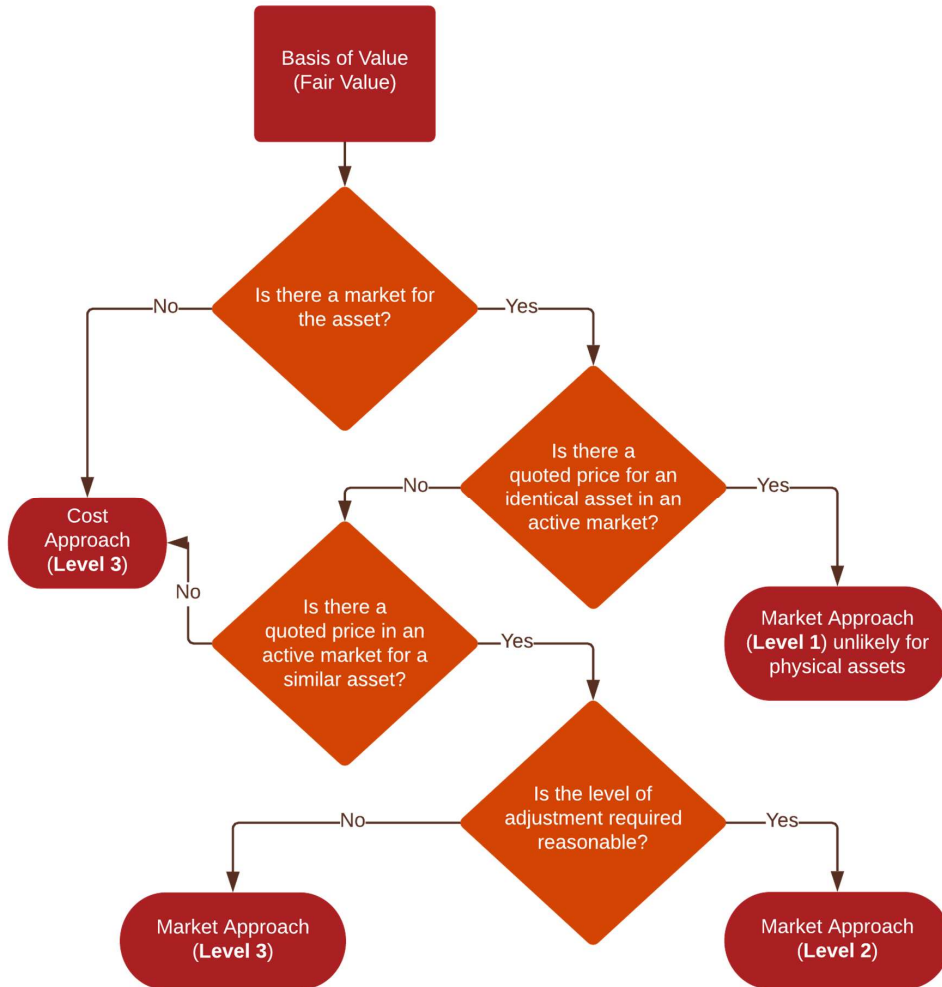 Basis of Value
(Fair Value)
Is there a market for
the asset?
No
Yes
Is there a
quoted price for an
identical asset in an
active market?
No
Yes
Cost
Approach
(Level 3)
No
Is there a
quoted price in an
active market for a
similar asset?
Yes
Market Approach
(Level 1) unlikely for
physical assets
Is the level of
adjustment required
reasonable?
No
Yes
Market Approach
(Level 3)
Market Approach
(Level 2)